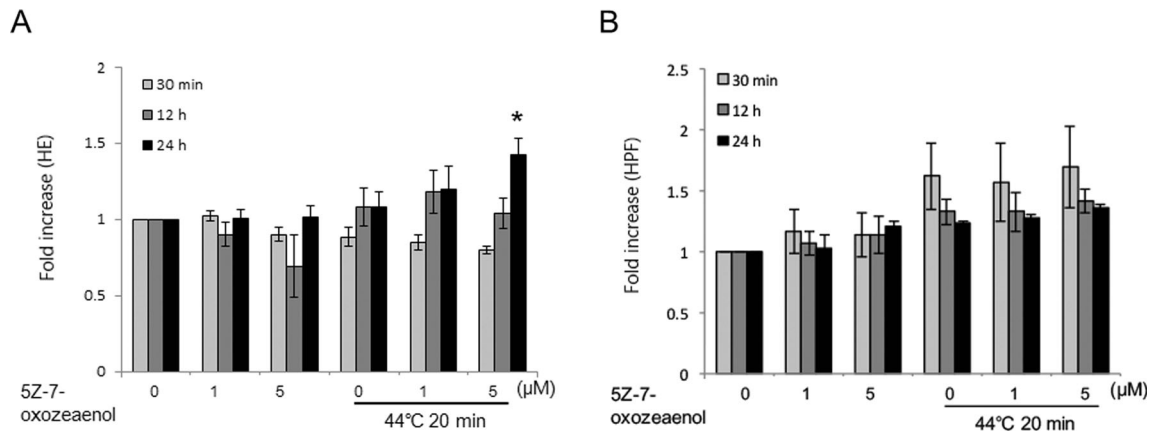 A
2
1.5
1
0.5
0
Fold increase (HE)
30 min
12 h
24 h
*
5Z-7-
oxozeaenol
0 1 5 0 1 5 (μM)
44°C 20 min
B
2.5
2
1.5
1
0.5
0
Fold increase (HPF)
30 min
12 h
24 h
5Z-7-
oxozeaenol
0 1 5 0 1 5 (μM)
44°C 20 min